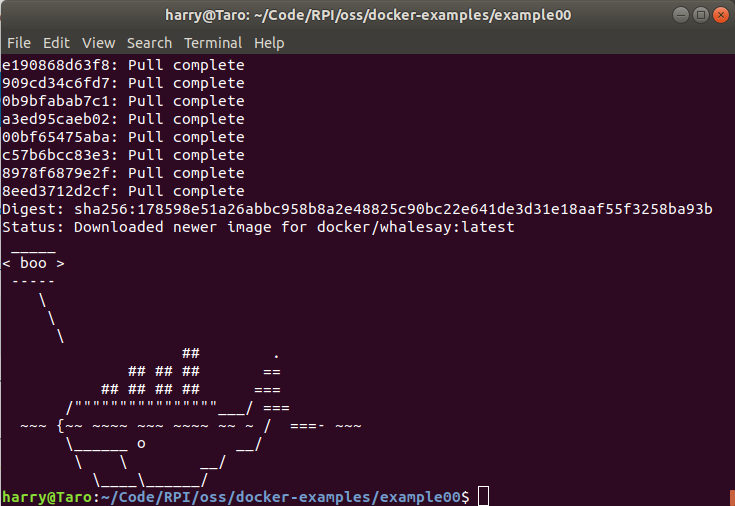 harry@Taro: ~/Code/RPI/oss/docker-examples/example00
File Edit View Search Terminal Help
e190868d63f8: Pull complete
909cd34c6fd7: Pull complete
0b9bfabab7c1: Pull complete
a3ed95caeb02: Pull complete
00bf65475aba: Pull complete
c57b6bcc83e3: Pull complete
8978f6879e2f: Pull complete
8eed3712d2cf: Pull complete
Digest: sha256:178598e51a26abbc958b8a2e48825c90bc22e641de3d31e18aaf55f3258ba93b
Status: Downloaded newer image for docker/whalesay:latest
 _____
< boo >
 -----
    \
     \
      \
                    ##        .
              ## ## ##       ==
           ## ## ## ##      ===
       /""""""""""""""""___/ ===
  ~~~ {~~ ~~~~ ~~~ ~~~~ ~~ ~ /  ===- ~~~
       \______ o          __/
        \    \        __/
          \____\______/
harry@Taro:~/Code/RPI/oss/docker-examples/example00$